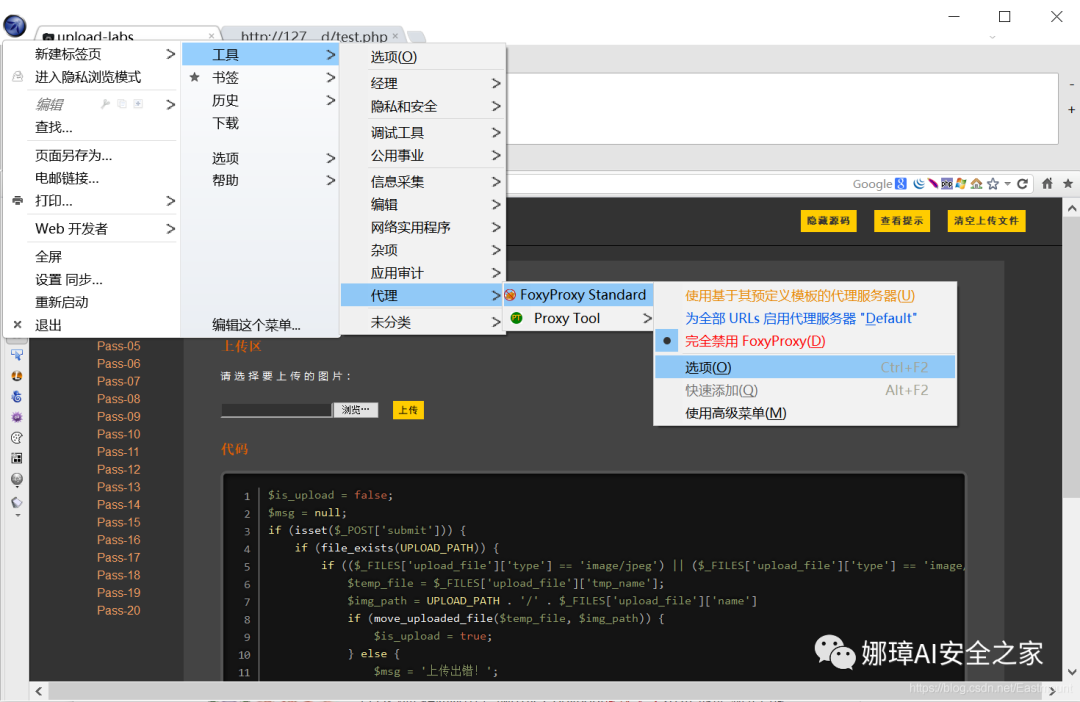 upload-labs
http://127...d/test.php
新建标签页
进入隐私浏览模式
编辑
查找...
页面另存为...
电邮链接...
打印...
Web 开发者
全屏
设置 同步...
重新启动
退出
工具
书签
历史
下载
选项
帮助
编辑这个菜单...
选项(O)
经理
隐私和安全
调试工具
公用事业
信息采集
编辑
网络实用程序
杂项
应用审计
代理
未分类
FoxyProxy Standard
Proxy Tool
使用基于其预定义模板的代理服务器(U)
为全部 URLs 启用代理服务器 "Default"
完全禁用 FoxyProxy(D)
选项(O) Ctrl+F2
快速添加(Q) Alt+F2
使用高级菜单(M)
Google
隐藏源码
查看提示
清空上传文件
Pass-05
Pass-06
Pass-07
Pass-08
Pass-09
Pass-10
Pass-11
Pass-12
Pass-13
Pass-14
Pass-15
Pass-16
Pass-17
Pass-18
Pass-19
Pass-20
上传区
请选择要上传的图片：
浏览…
上传
代码
1 $is_upload = false;
2 $msg = null;
3 if (isset($_POST['submit'])) {
4 if (file_exists(UPLOAD_PATH)) {
5 if (($_FILES['upload_file']['type'] == 'image/jpeg') || ($_FILES['upload_file']['type'] == 'image/
6 $temp_file = $_FILES['upload_file']['tmp_name'];
7 $img_path = UPLOAD_PATH . '/' . $_FILES['upload_file']['name']
8 if (move_uploaded_file($temp_file, $img_path)) {
9 $is_upload = true;
10 } else {
11 $msg = '上传出错！';
娜璋AI安全之家
https://blog.csdn.net/Eastmount